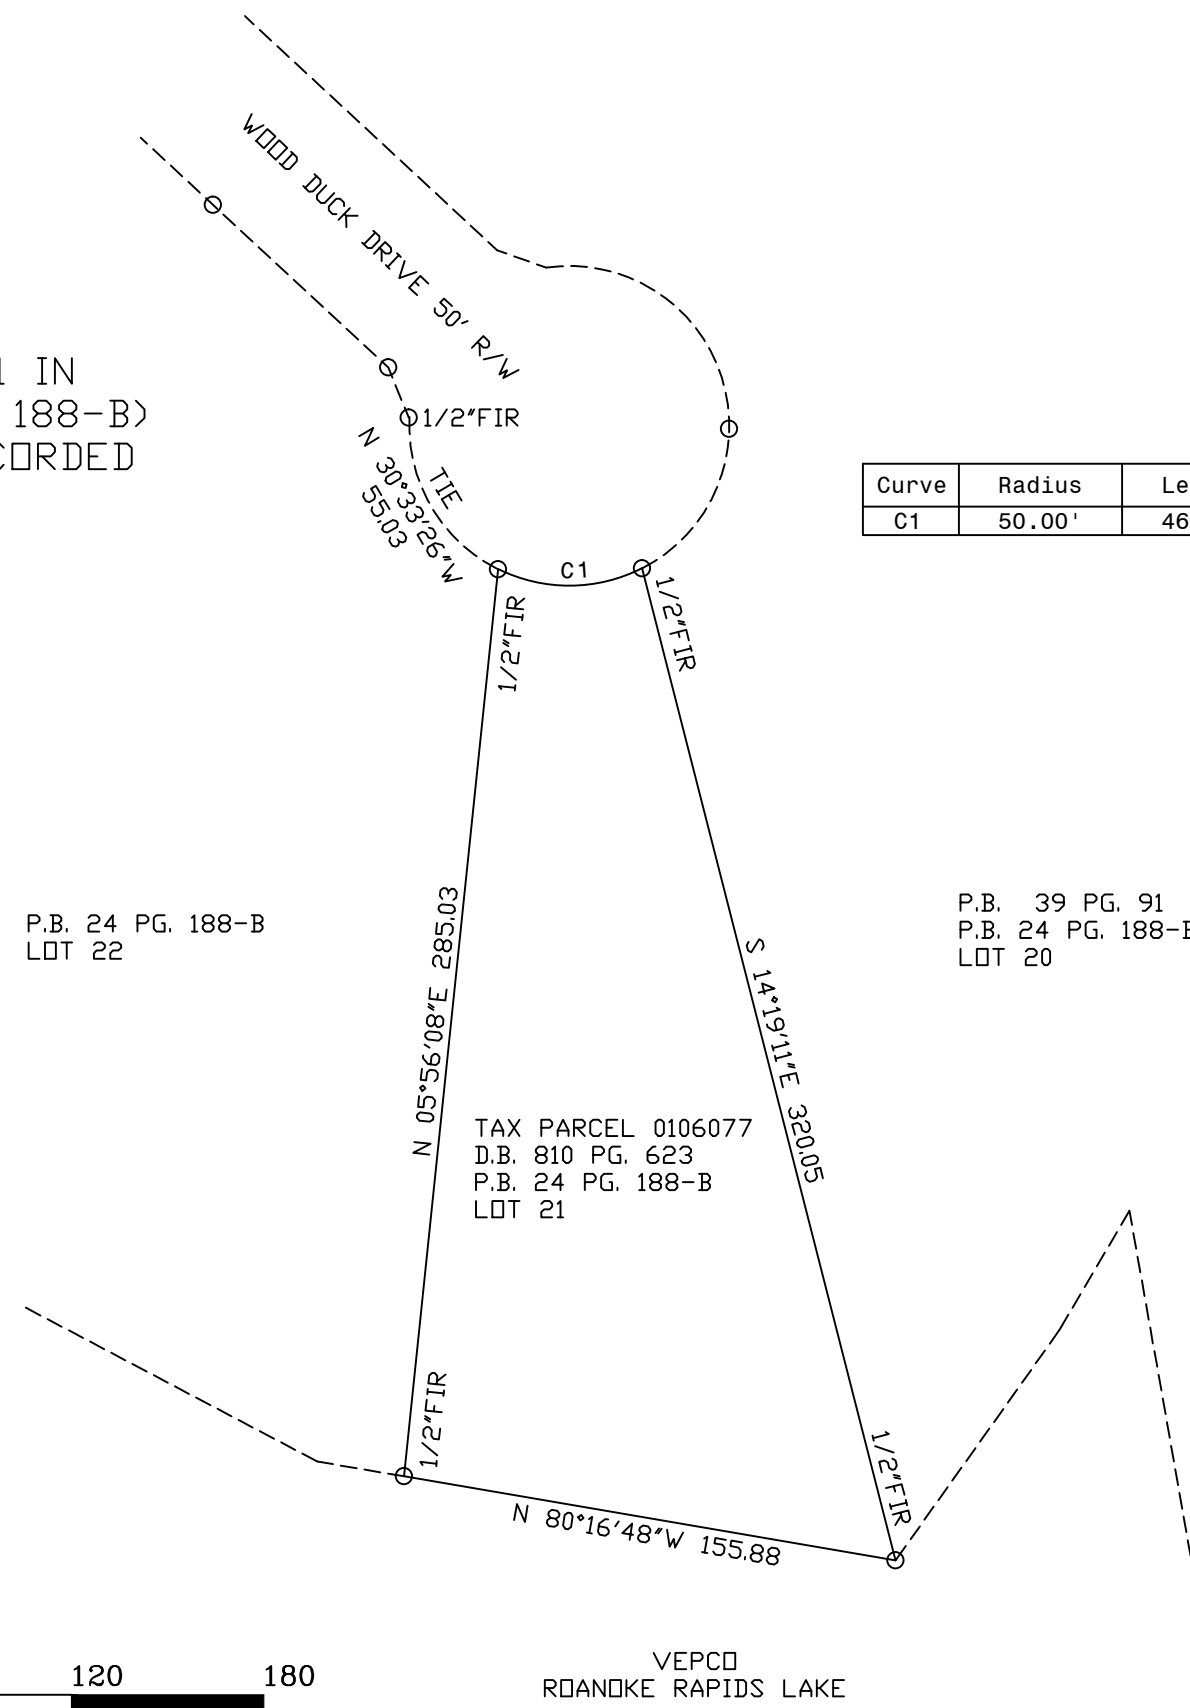 WOOD DUCK DRIVE 50' R/W
IN
188-B)
1/2"FIR
TIE
N 30°33'26"W
55.03
Curve Radius
C1 50.00' 46
C1
1/2"FIR
1/2"FIR
N 05°56'08"E 285.03
S 14°19'11"E 320.05
P.B. 24 PG. 188-B
LOT 22
P.B. 39 PG. 91
P.B. 24 PG. 188-B
LOT 20
TAX PARCEL 0106077
D.B. 810 PG. 623
P.B. 24 PG. 188-B
LOT 21
1/2"FIR
1/2"FIR
N 80°16'48"W 155.88
120 180
VEPCO
ROANOKE RAPIDS LAKE